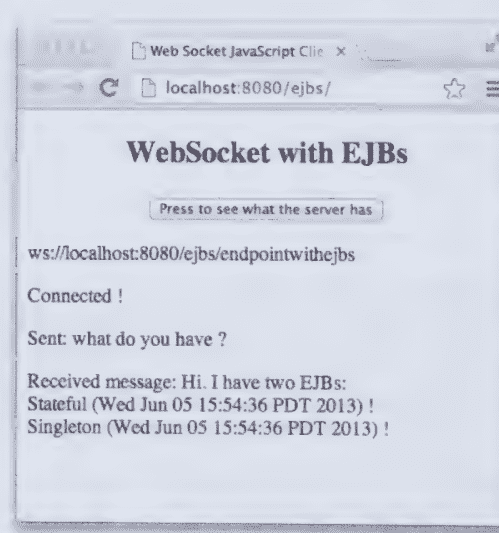 Web Socket JavaScript Clie ×
localhost:8080/ejbs/
WebSocket with EJBs
Press to see what the server has
ws://localhost:8080/ejbs/endpointwithejbs
Connected !
Sent: what do you have ?
Received message: Hi. I have two EJBs:
Stateful (Wed Jun 05 15:54:36 PDT 2013) !
Singleton (Wed Jun 05 15:54:36 PDT 2013) !